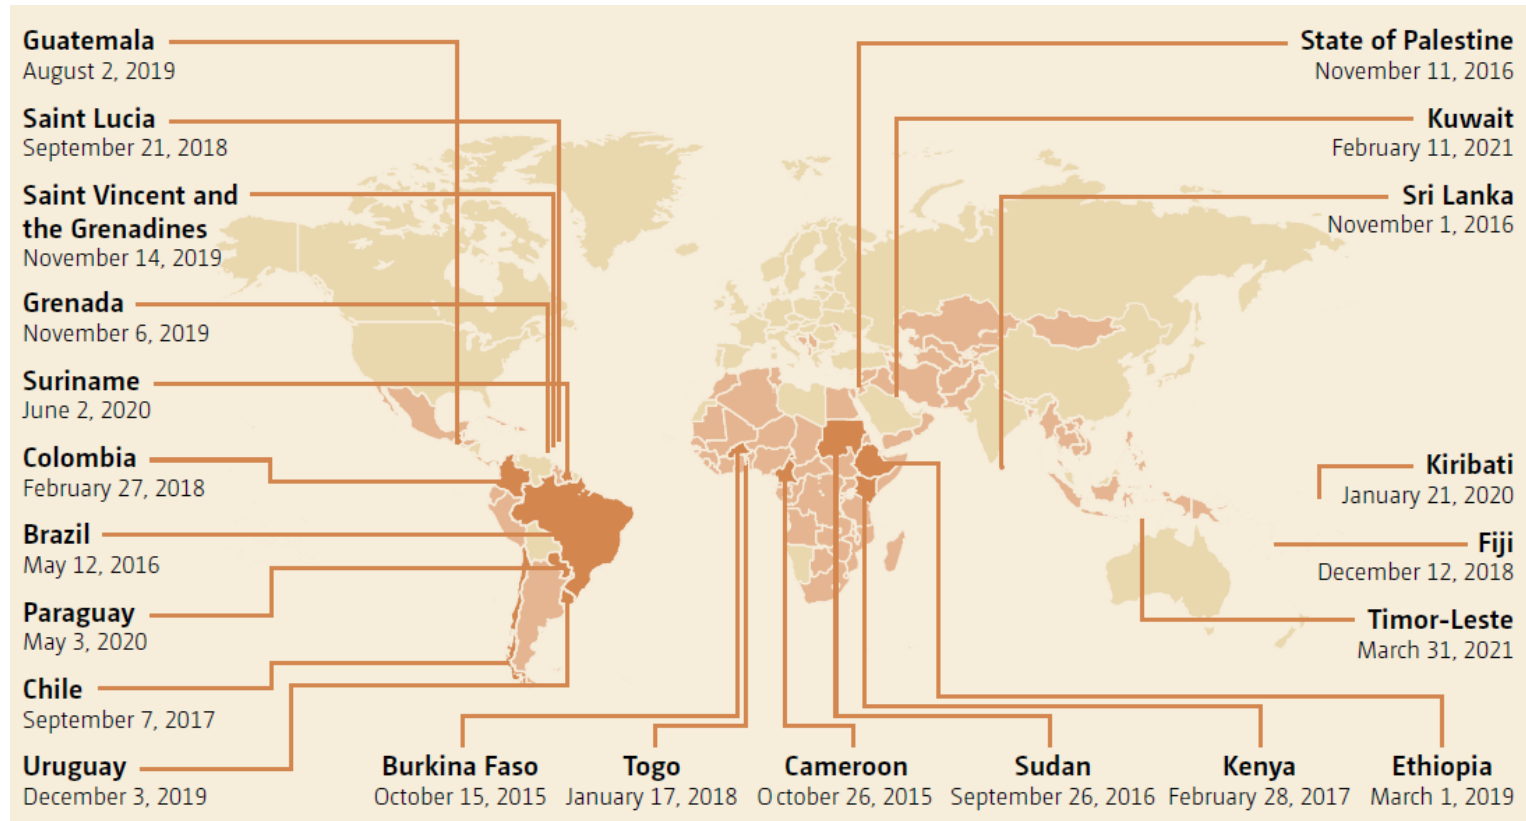 Guatemala
August 2, 2019
Saint Lucia
September 21, 2018
Saint Vincent and
the Grenadines
November 14, 2019
Grenada
November 6, 2019
Suriname
June 2, 2020
Colombia
February 27, 2018
Brazil
May 12, 2016
Paraguay
May 3, 2020
Chile
September 7, 2017
Uruguay
December 3, 2019
Burkina Faso
October 15, 2015
Togo
January 17, 2018
Cameroon
October 26, 2015
Sudan
September 26, 2016
Kenya
February 28, 2017
Ethiopia
March 1, 2019
State of Palestine
November 11, 2016
Kuwait
February 11, 2021
Sri Lanka
November 1, 2016
Kiribati
January 21, 2020
Fiji
December 12, 2018
Timor-Leste
March 31, 2021